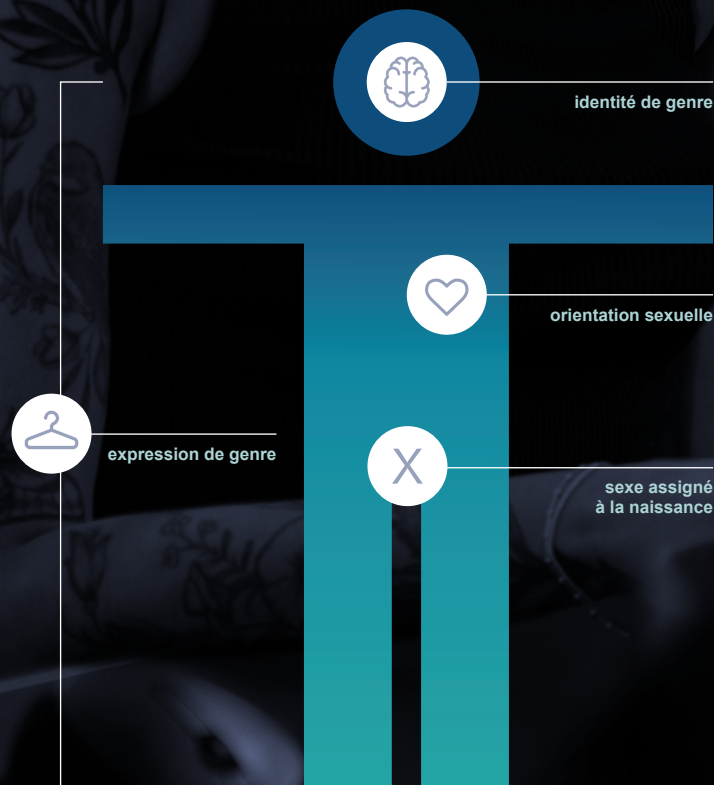 identité de genre
orientation sexuelle
expression de genre
X
sexe assigné
à la naissance